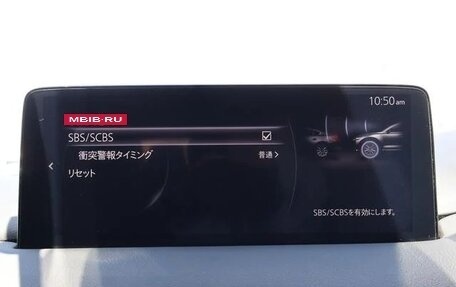 10:50am
MBIB-RU
SBS/SCBS
衝突警報タイミング 普通
リセット
SBS/SCBSを有効にします。